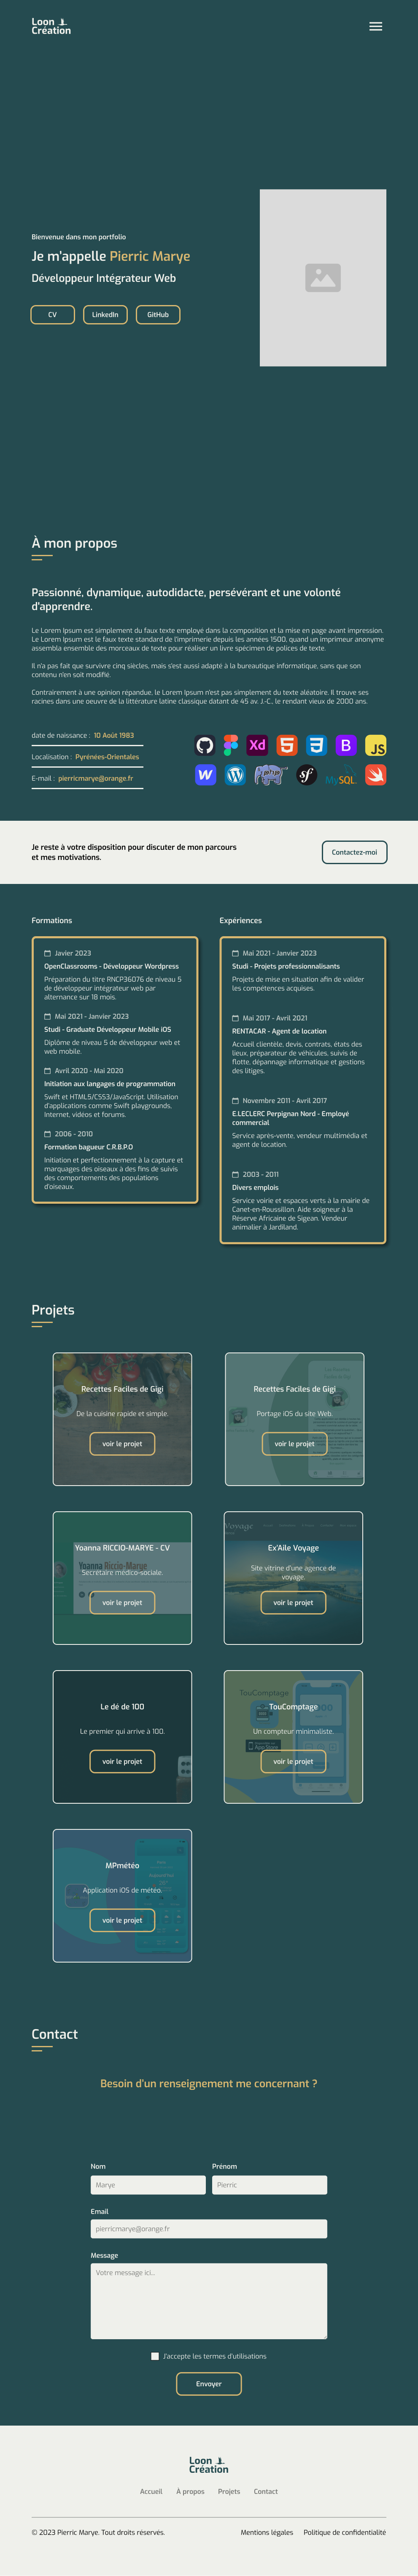 Loon
Création
Bienvenue dans mon portfolio
Je m'appelle Pierric Marye
Développeur Intégrateur Web
CV
LinkedIn
GitHub
À mon propos
Passionné, dynamique, autodidacte, persévérant et une volonté
d'apprendre.
Le Lorem Ipsum est simplement du faux texte employé dans la composition et la mise en page avant impression.
Le Lorem Ipsum est le faux texte standard de l'imprimerie depuis les années 1500, quand un imprimeur anonyme
assembla ensemble des morceaux de texte pour réaliser un livre spécimen de polices de texte.
Il n'a pas fait que survivre cinq siècles, mais s'est aussi adapté à la bureautique informatique, sans que son
contenu n'en soit modifié.
Contrairement à une opinion répandue, le Lorem Ipsum n'est pas simplement du texte aléatoire. Il trouve ses
racines dans une oeuvre de la littérature latine classique datant de 45 av. J.-C., le rendant vieux de 2000 ans.
date de naissance : 10 Août 1983
Localisation : Pyrénées-Orientales
E-mail : pierricmarye@orange.fr
Xd
5
3
B
JS
W
php
sf
MySQL
Je reste à votre disposition pour discuter de mon parcours
et mes motivations.
Contactez-moi
Formations
Javier 2023
OpenClassrooms - Développeur Wordpress
Préparation du titre RNCP36076 de niveau 5
de développeur intégrateur web par
alternance sur 18 mois.
Mai 2021 - Janvier 2023
Studi - Graduate Développeur Mobile iOS
Diplôme de niveau 5 de développeur web et
web mobile.
Avril 2020 - Mai 2020
Initiation aux langages de programmation
Swift et HTML5/CSS3/JavaScript. Utilisation
d'applications comme Swift playgrounds,
Internet, vidéos et forums.
2006 - 2010
Formation bagueur C.R.B.P.O
Initiation et perfectionnement à la capture et
marquages des oiseaux à des fins de suivis
des comportements des populations
d'oiseaux.
Expériences
Mai 2021 - Janvier 2023
Studi - Projets professionnalisants
Projets de mise en situation afin de valider
les compétences acquises.
Mai 2017 - Avril 2021
RENTACAR - Agent de location
Accueil clientèle, devis, contrats, états des
lieux, préparateur de véhicules, suivis de
flotte, dépannage informatique et gestions
des litiges.
Novembre 2011 - Avril 2017
E.LECLERC Perpignan Nord - Employé
commercial
Service après-vente, vendeur multimédia et
agent de location.
2003 - 2011
Divers emplois
Service voirie et espaces verts à la mairie de
Canet-en-Roussillon. Aide soigneur à la
Réserve Africaine de Sigean. Vendeur
animalier à Jardiland.
Projets
Recettes Faciles de Gigi
De la cuisine rapide et simple.
voir le projet
Recettes Faciles de Gigi
Portage iOS du site Web.
voir le projet
Yoanna RICCIO-MARYE - CV
Yoanna Riccio-Marye
Secrétaire médico-sociale.
voir le projet
Voyage
Ex'Aile Voyage
Site vitrine d'une agence de
voyage.
voir le projet
Le dé de 100
Le premier qui arrive à 100.
voir le projet
TouComptage
TouComptage
Un compteur minimaliste.
App Store
voir le projet
MPmétéo
Application iOS de météo.
voir le projet
Contact
Besoin d'un renseignement me concernant ?
Nom
Prénom
Marye
Pierric
Email
pierricmarye@orange.fr
Message
Votre message ici...
J'accepte les termes d'utilisations
Envoyer
Loon
Création
Accueil
À propos
Projets
Contact
© 2023 Pierric Marye. Tout droits réservés.
Mentions légales
Politique de confidentialité